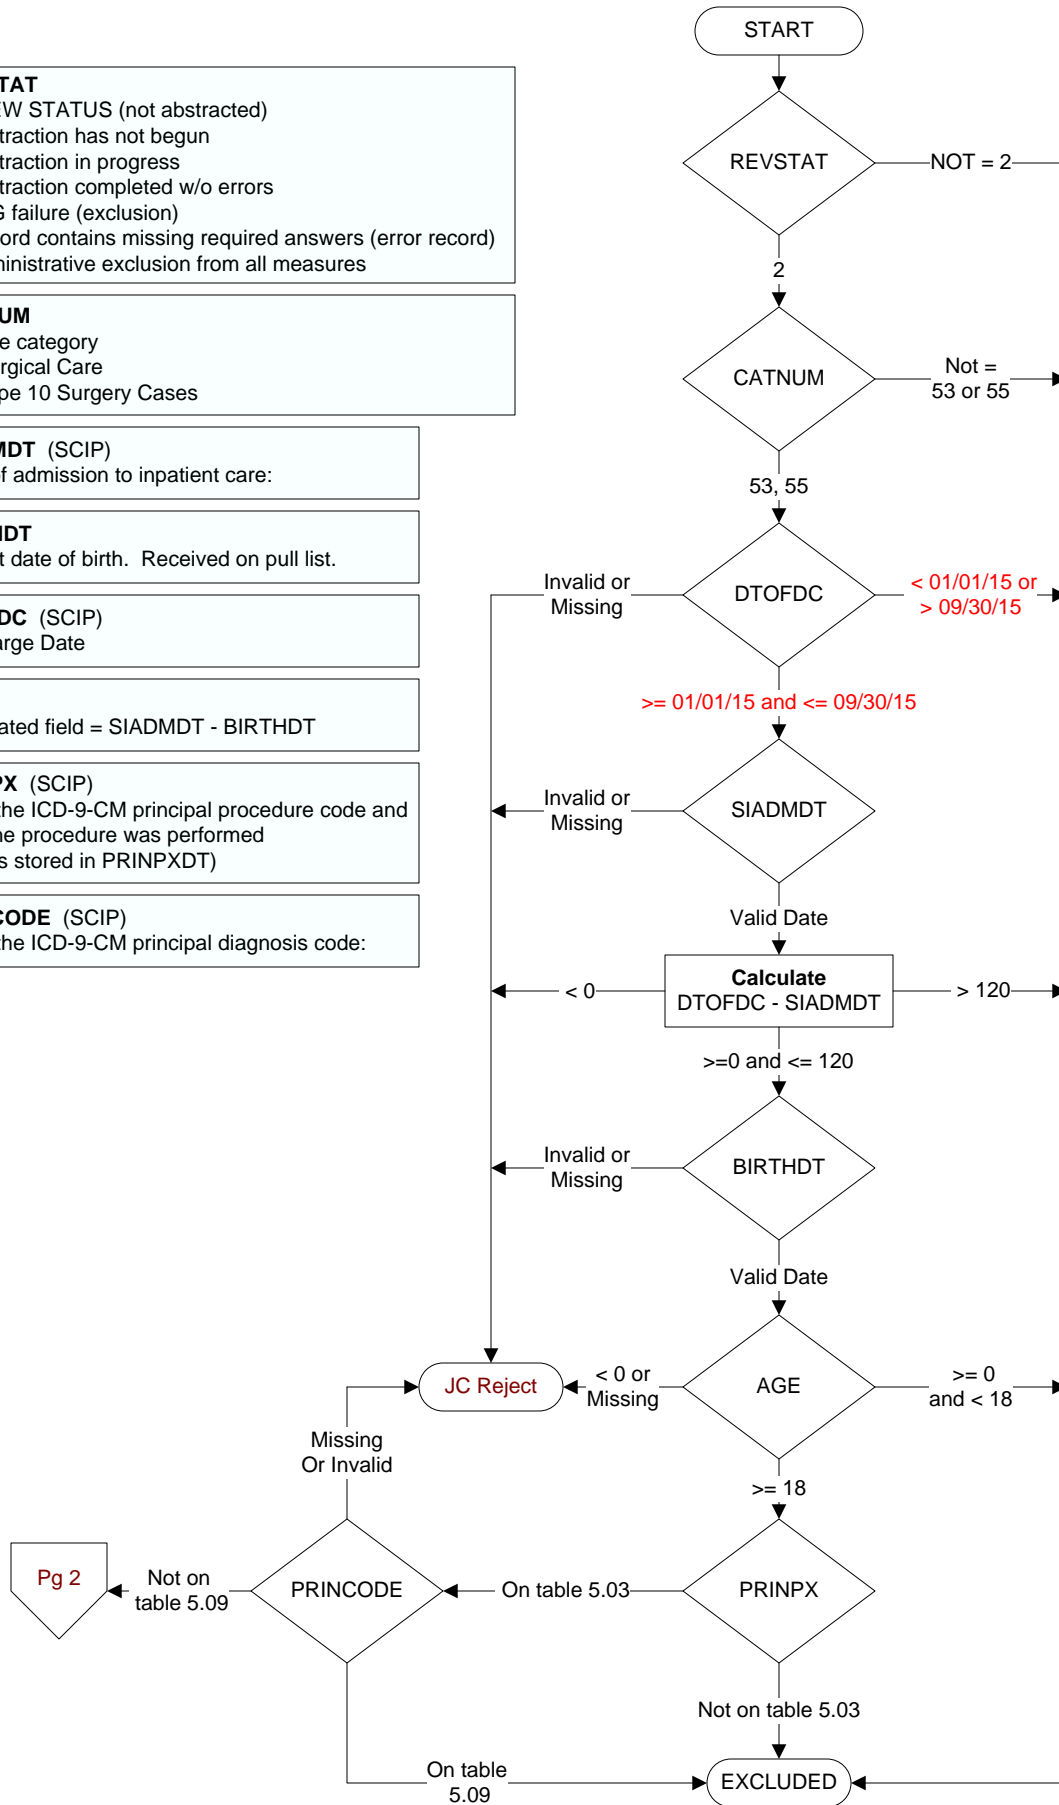 START
TAT
EW STATUS (not abstracted)
traction has not begun
traction in progress
traction completed w/o errors
G failure (exclusion)
ord contains missing required answers (error record)
ministrative exclusion from all measures
REVSTAT
NOT = 2
2
UM
e category
rgical Care
pe 10 Surgery Cases
CATNUM
Not =
53 or 55
53, 55
MDT (SCIP)
of admission to inpatient care:
HDT
t date of birth. Received on pull list.
Invalid or
Missing
DTOFDC
< 01/01/15 or
> 09/30/15
DC (SCIP)
arge Date
>= 01/01/15 and <= 09/30/15
ated field = SIADMDT - BIRTHDT
PX (SCIP)
the ICD-9-CM principal procedure code and
he procedure was performed
s stored in PRINPXDT)
Invalid or
Missing
SIADMDT
CODE (SCIP)
the ICD-9-CM principal diagnosis code:
Valid Date
< 0
Calculate
DTOFDC - SIADMDT
> 120
>=0 and <= 120
Invalid or
Missing
BIRTHDT
Valid Date
JC Reject
< 0 or
Missing
AGE
>= 0
and < 18
Missing
Or Invalid
>= 18
Pg 2
Not on
table 5.09
PRINCODE
On table 5.03
PRINPX
Not on table 5.03
On table
5.09
EXCLUDED